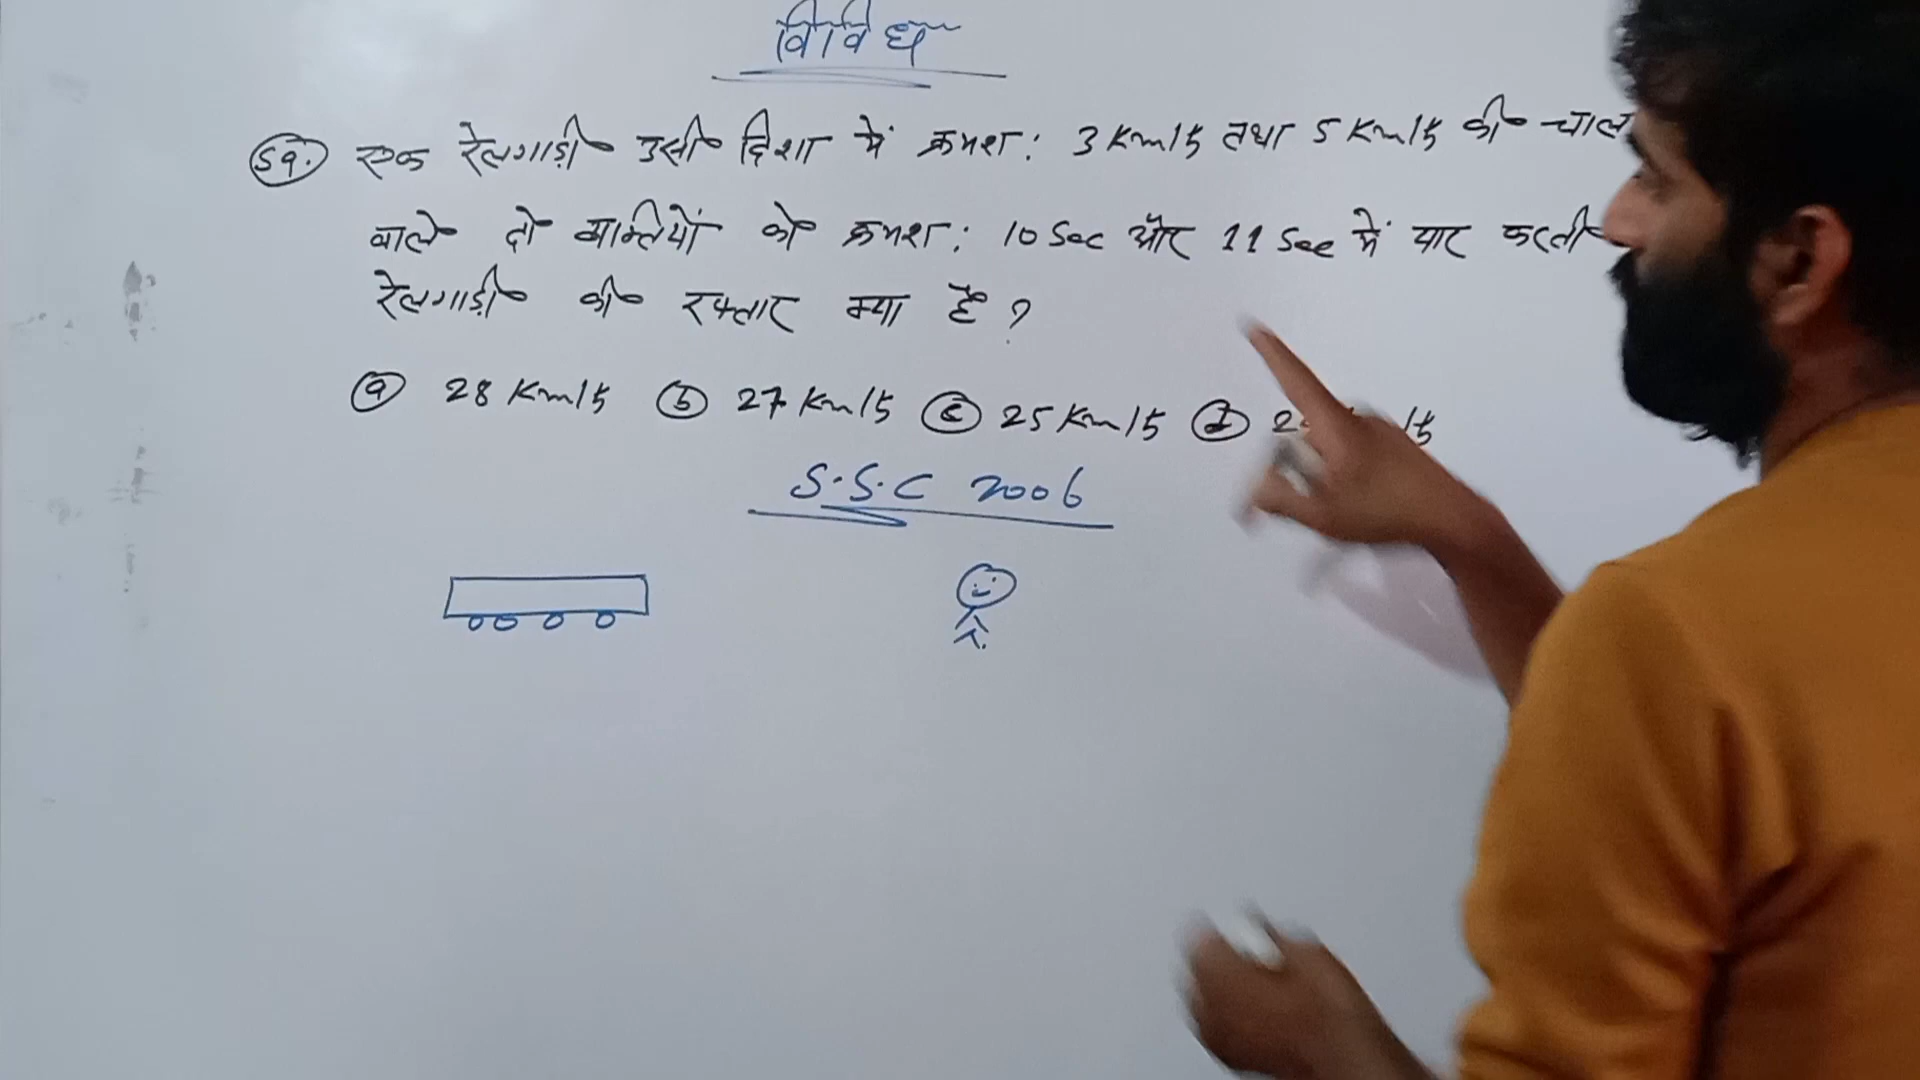 विविध
59. एक रेलगाड़ी उसी दिशा में क्रमशः 3 Km/h तथा 5 Km/h की चाल
वाले दो व्यक्तियों को क्रमशः 10 Sec और 11 Sec में पार करती
रेलगाड़ी की रफ्तार क्या है ?
a 28 Km/h b 27 Km/h c 25 Km/h d
S.S.C 2006